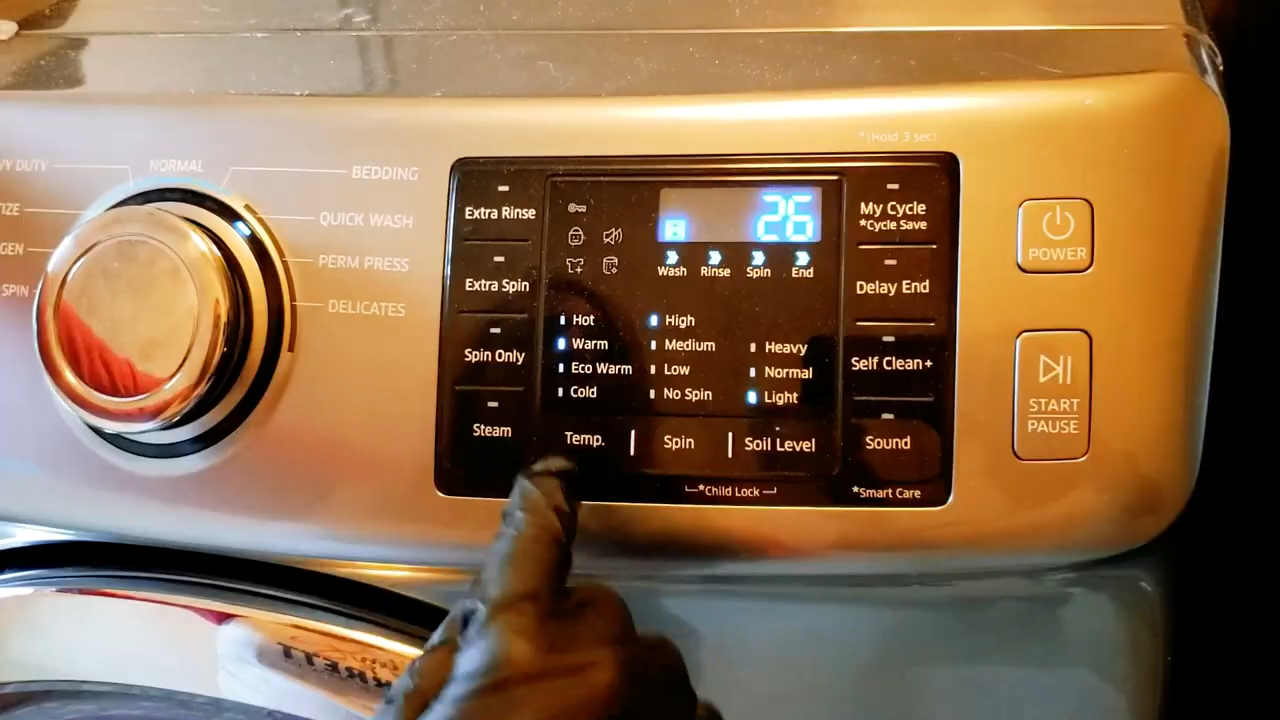 *(Hold 3 sec)
VY DUTY
NORMAL
BEDDING
TIZE
QUICK WASH
GEN
PERM PRESS
SPIN
DELICATES
Extra Rinse
Extra Spin
Spin Only
Steam
26
Wash Rinse Spin End
Hot
Warm
Eco Warm
Cold
High
Medium
Low
No Spin
Heavy
Normal
Light
Temp. Spin Soil Level
*Child Lock
My Cycle
*Cycle Save
Delay End
Self Clean+
Sound
*Smart Care
POWER
START
PAUSE